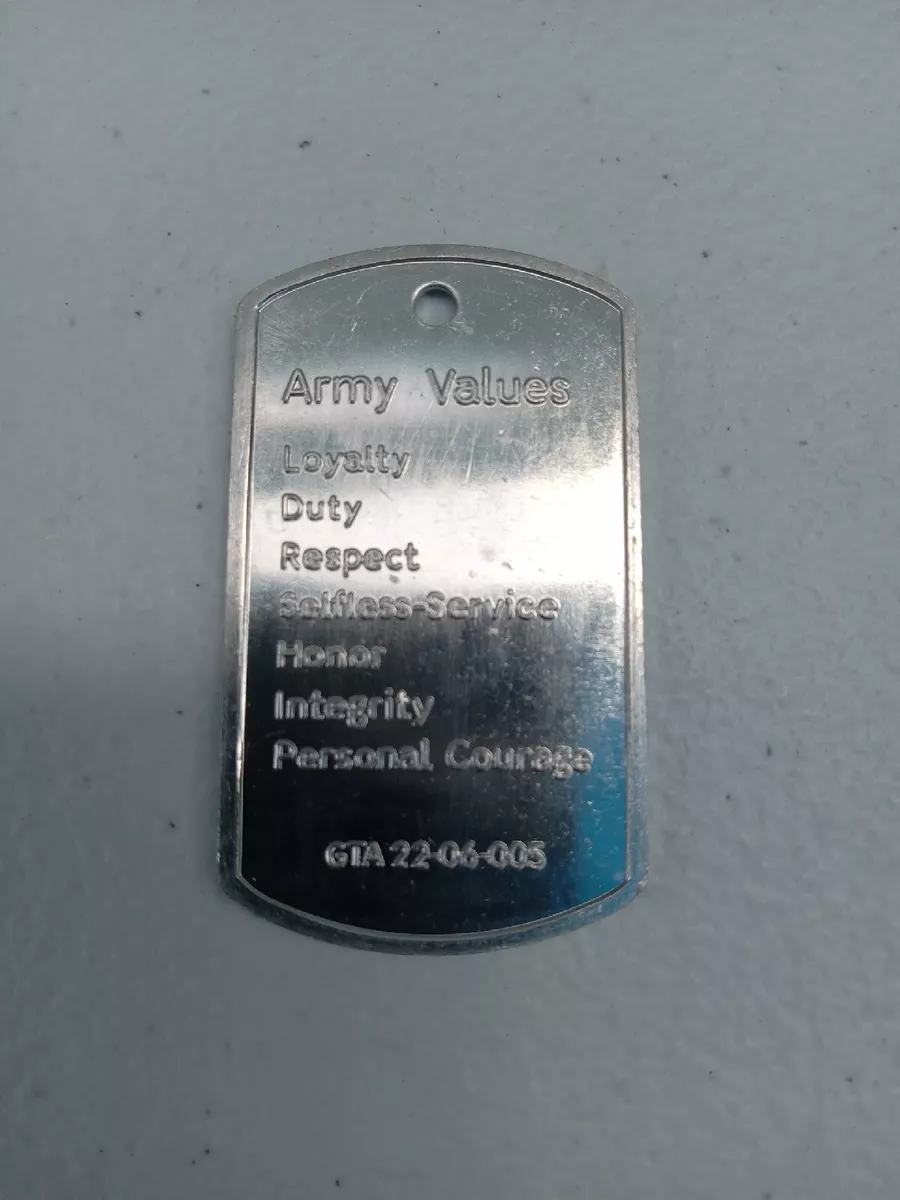 Army Values
Loyalty
Duty
Respect
Selfless-Service
Honor
Integrity
Personal Courage
GTA 22-06-005